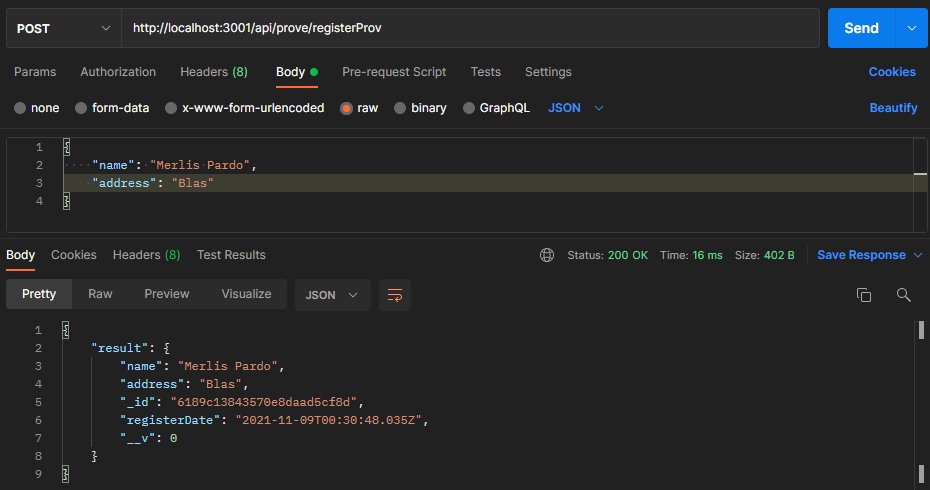 POST http://localhost:3001/api/prove/registerProv Send
Params Authorization Headers (8) Body Pre-request Script Tests Settings Cookies
none form-data x-www-form-urlencoded raw binary GraphQL JSON Beautify
1 {
2 "name": "Merlis Pardo",
3 "address": "Blas"
4 }
Body Cookies Headers (8) Test Results Status: 200 OK Time: 16 ms Size: 402 B Save Response
Pretty Raw Preview Visualize JSON
1 {
2 "result": {
3 "name": "Merlis Pardo",
4 "address": "Blas",
5 "_id": "6189c13843570e8daad5cf8d",
6 "registerDate": "2021-11-09T00:30:48.035Z",
7 "__v": 0
8 }
9 }